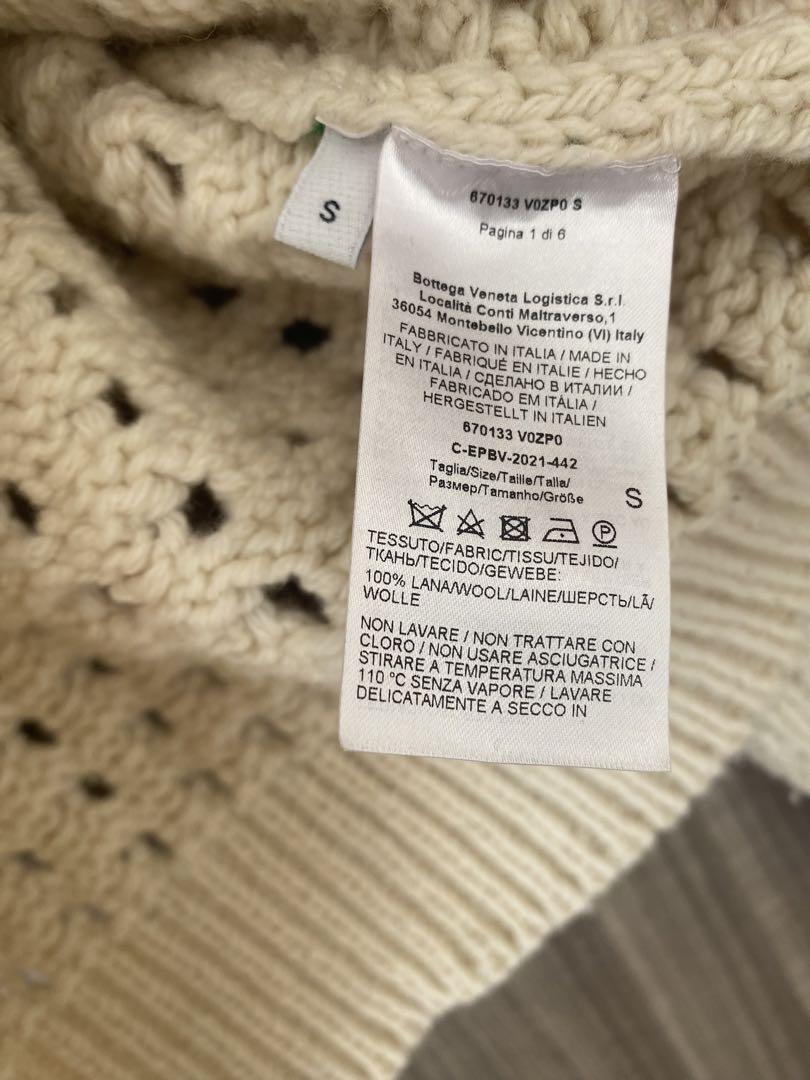 S
670133 V0ZP0 S
Pagina 1 di 6
Bottega Veneta Logistica S.r.l.
Località Conti Maltraverso,1
36054 Montebello Vicentino (VI) Italy
FABBRICATO IN ITALIA / MADE IN
ITALY / FABRIQUÉ EN ITALIE / HECHO
EN ITALIA / СДЕЛАНО В ИТАЛИИ /
FABRICADO EM ITÁLIA /
HERGESTELLT IN ITALIEN
670133 V0ZP0
C-EPBV-2021-442
Taglia/Size/Taille/Talla/
Размер/Tamanho/Größe S
P
TESSUTO/FABRIC/TISSU/TEJIDO/
ТКАНЬ/TECIDO/GEWEBE:
100% LANA/WOOL/LAINE/ШЕРСТЬ/LÃ/
WOLLE
NON LAVARE / NON TRATTARE CON
CLORO / NON USARE ASCIUGATRICE /
STIRARE A TEMPERATURA MASSIMA
110 °C SENZA VAPORE / LAVARE
DELICATAMENTE A SECCO IN